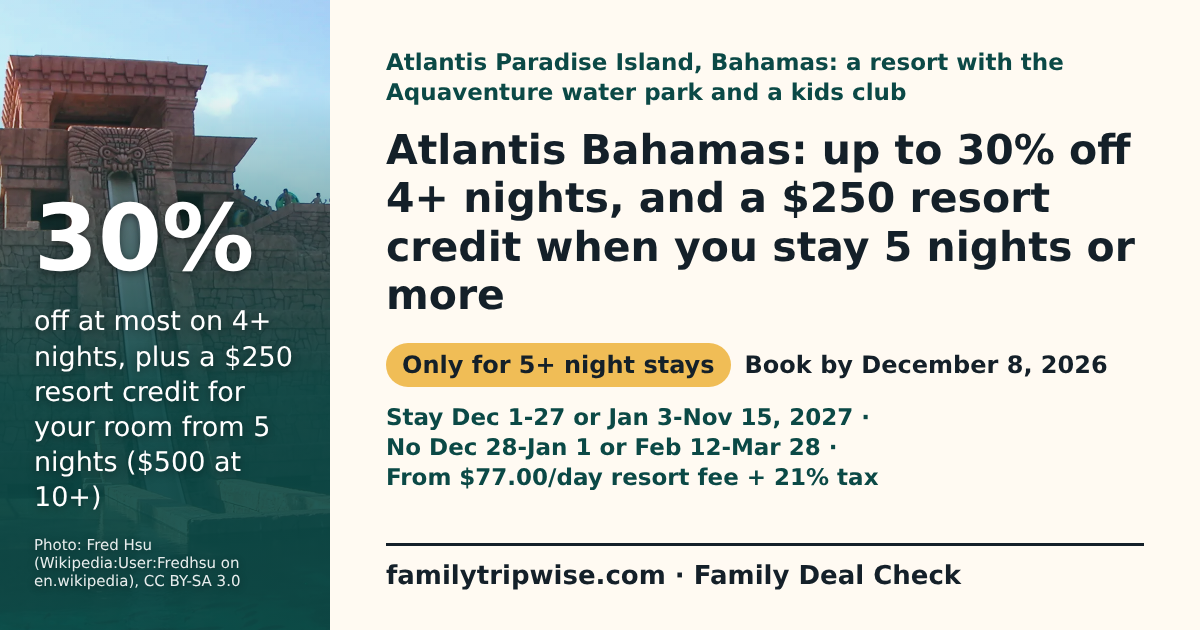 30%
off at most on 4+
nights, plus a $250
resort credit for
your room from 5
nights ($500 at
10+)
Photo: Fred Hsu
(Wikipedia:User:Fredhsu on
en.wikipedia), CC BY-SA 3.0
Atlantis Paradise Island, Bahamas: a resort with the
Aquaventure water park and a kids club
Atlantis Bahamas: up to 30% off
4+ nights, and a $250 resort
credit when you stay 5 nights or
more
Only for 5+ night stays Book by December 8, 2026
Stay Dec 1-27 or Jan 3-Nov 15, 2027 ·
No Dec 28-Jan 1 or Feb 12-Mar 28 ·
From $77.00/day resort fee + 21% tax
familytripwise.com · Family Deal Check